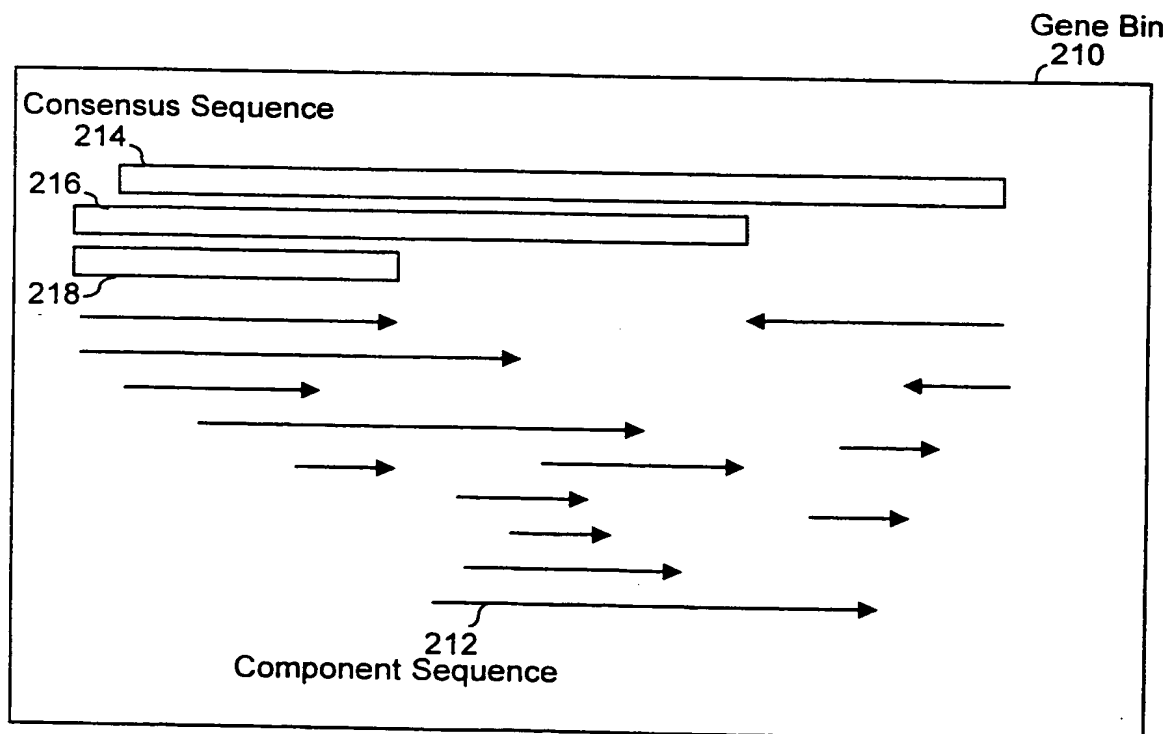 Gene Bin
210
Consensus Sequence
214
216
218
212
Component Sequence